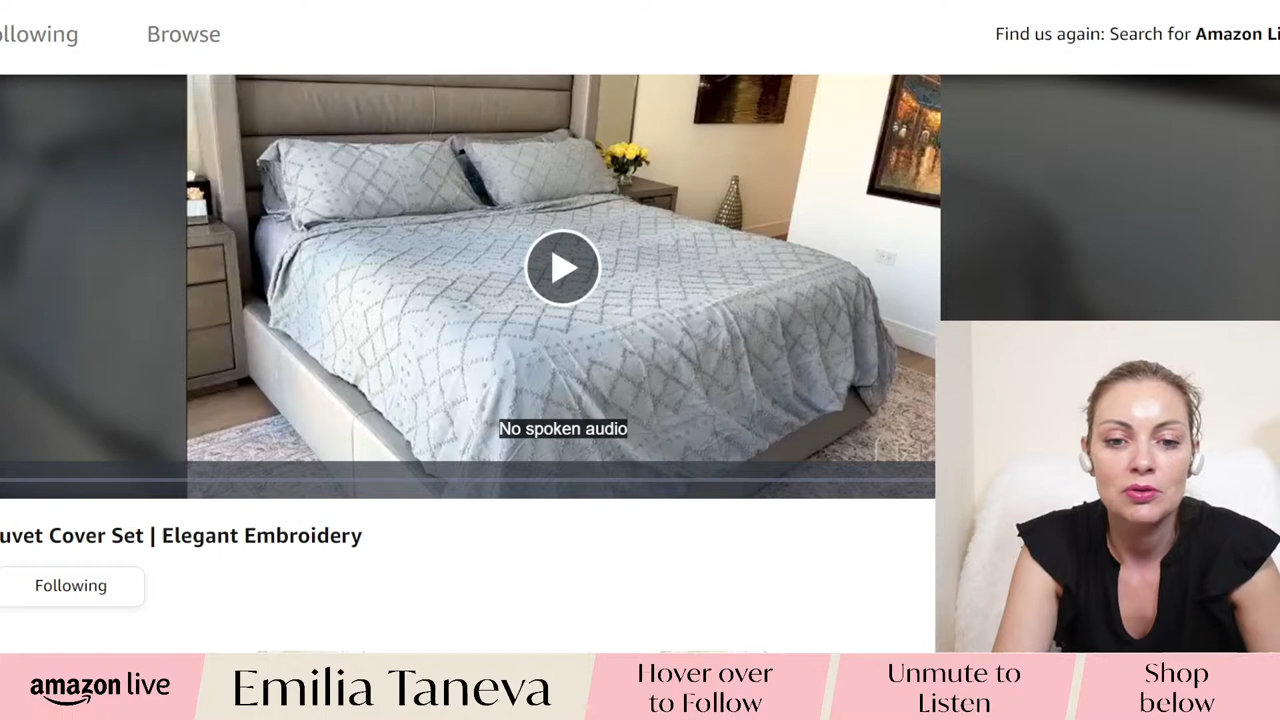 ollowing
Browse
Find us again: Search for Amazon Li
No spoken audio
uvet Cover Set | Elegant Embroidery
Following
amazon live
Emilia Taneva
Hover over
to Follow
Unmute to
Listen
Shop
below